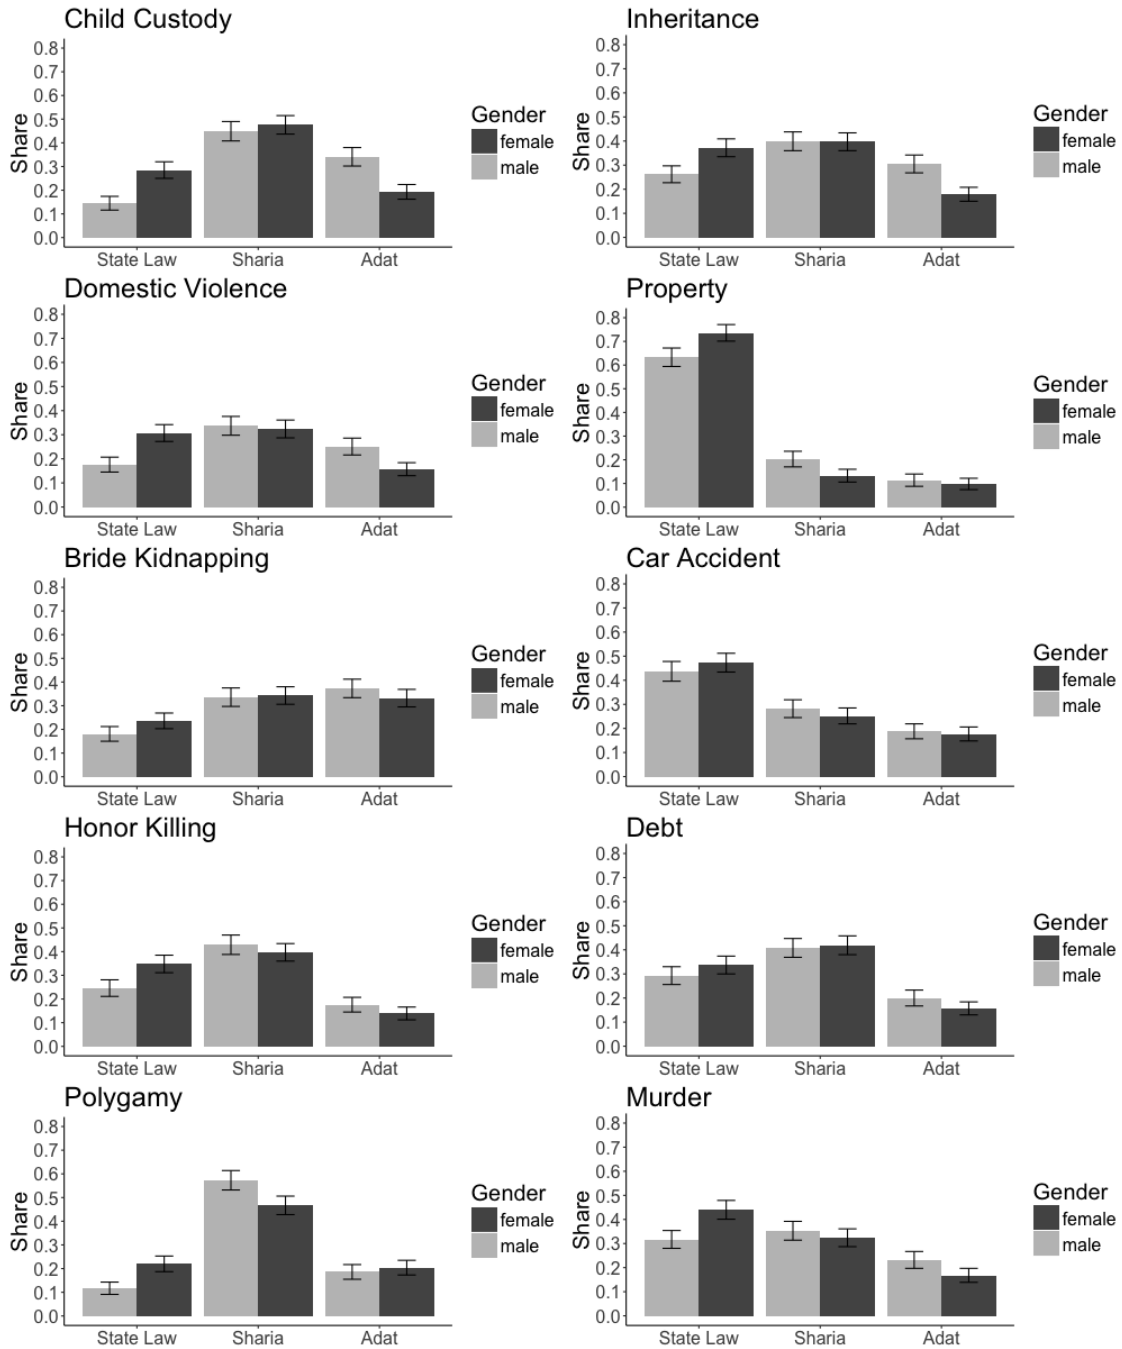 Child Custody
0.8
0.7
0.6
0.5
0.4
0.3
0.2
0.1
0.0
Share
State Law Sharia Adat
Gender
female
male
Inheritance
0.8
0.7
0.6
0.5
0.4
0.3
0.2
0.1
0.0
Share
State Law Sharia Adat
Gender
female
male
Domestic Violence
0.8
0.7
0.6
0.5
0.4
0.3
0.2
0.1
0.0
Share
State Law Sharia Adat
Gender
female
male
Property
0.8
0.7
0.6
0.5
0.4
0.3
0.2
0.1
0.0
Share
State Law Sharia Adat
Gender
female
male
Bride Kidnapping
0.8
0.7
0.6
0.5
0.4
0.3
0.2
0.1
0.0
Share
State Law Sharia Adat
Gender
female
male
Car Accident
0.8
0.7
0.6
0.5
0.4
0.3
0.2
0.1
0.0
Share
State Law Sharia Adat
Gender
female
male
Honor Killing
0.8
0.7
0.6
0.5
0.4
0.3
0.2
0.1
0.0
Share
State Law Sharia Adat
Gender
female
male
Debt
0.8
0.7
0.6
0.5
0.4
0.3
0.2
0.1
0.0
Share
State Law Sharia Adat
Gender
female
male
Polygamy
0.8
0.7
0.6
0.5
0.4
0.3
0.2
0.1
0.0
Share
State Law Sharia Adat
Gender
female
male
Murder
0.8
0.7
0.6
0.5
0.4
0.3
0.2
0.1
0.0
Share
State Law Sharia Adat
Gender
female
male